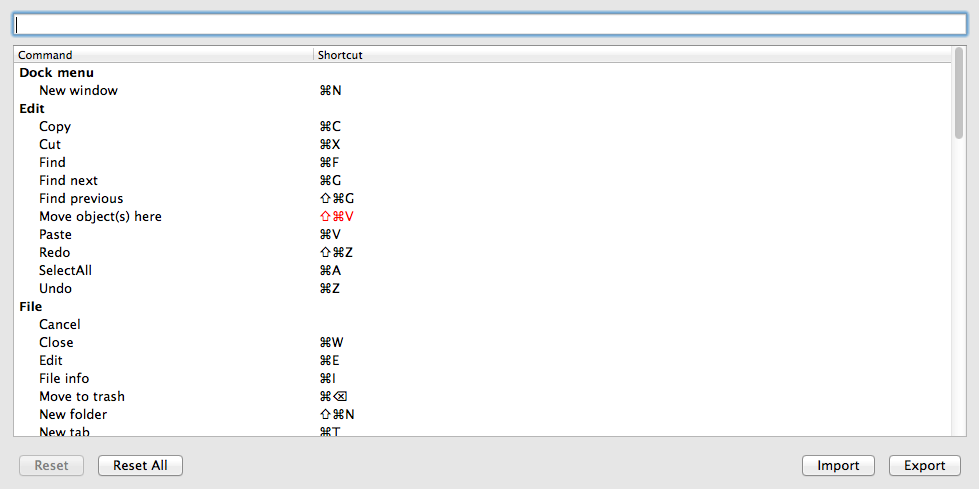 Command Shortcut
Dock menu
New window ⌘N
Edit
Copy ⌘C
Cut ⌘X
Find ⌘F
Find next ⌘G
Find previous ⇧⌘G
Move object(s) here ⇧⌘V
Paste ⌘V
Redo ⇧⌘Z
SelectAll ⌘A
Undo ⌘Z
File
Cancel
Close ⌘W
Edit ⌘E
File info ⌘I
Move to trash ⌘⌫
New folder ⇧⌘N
New tab ⌘T
Reset Reset All Import Export